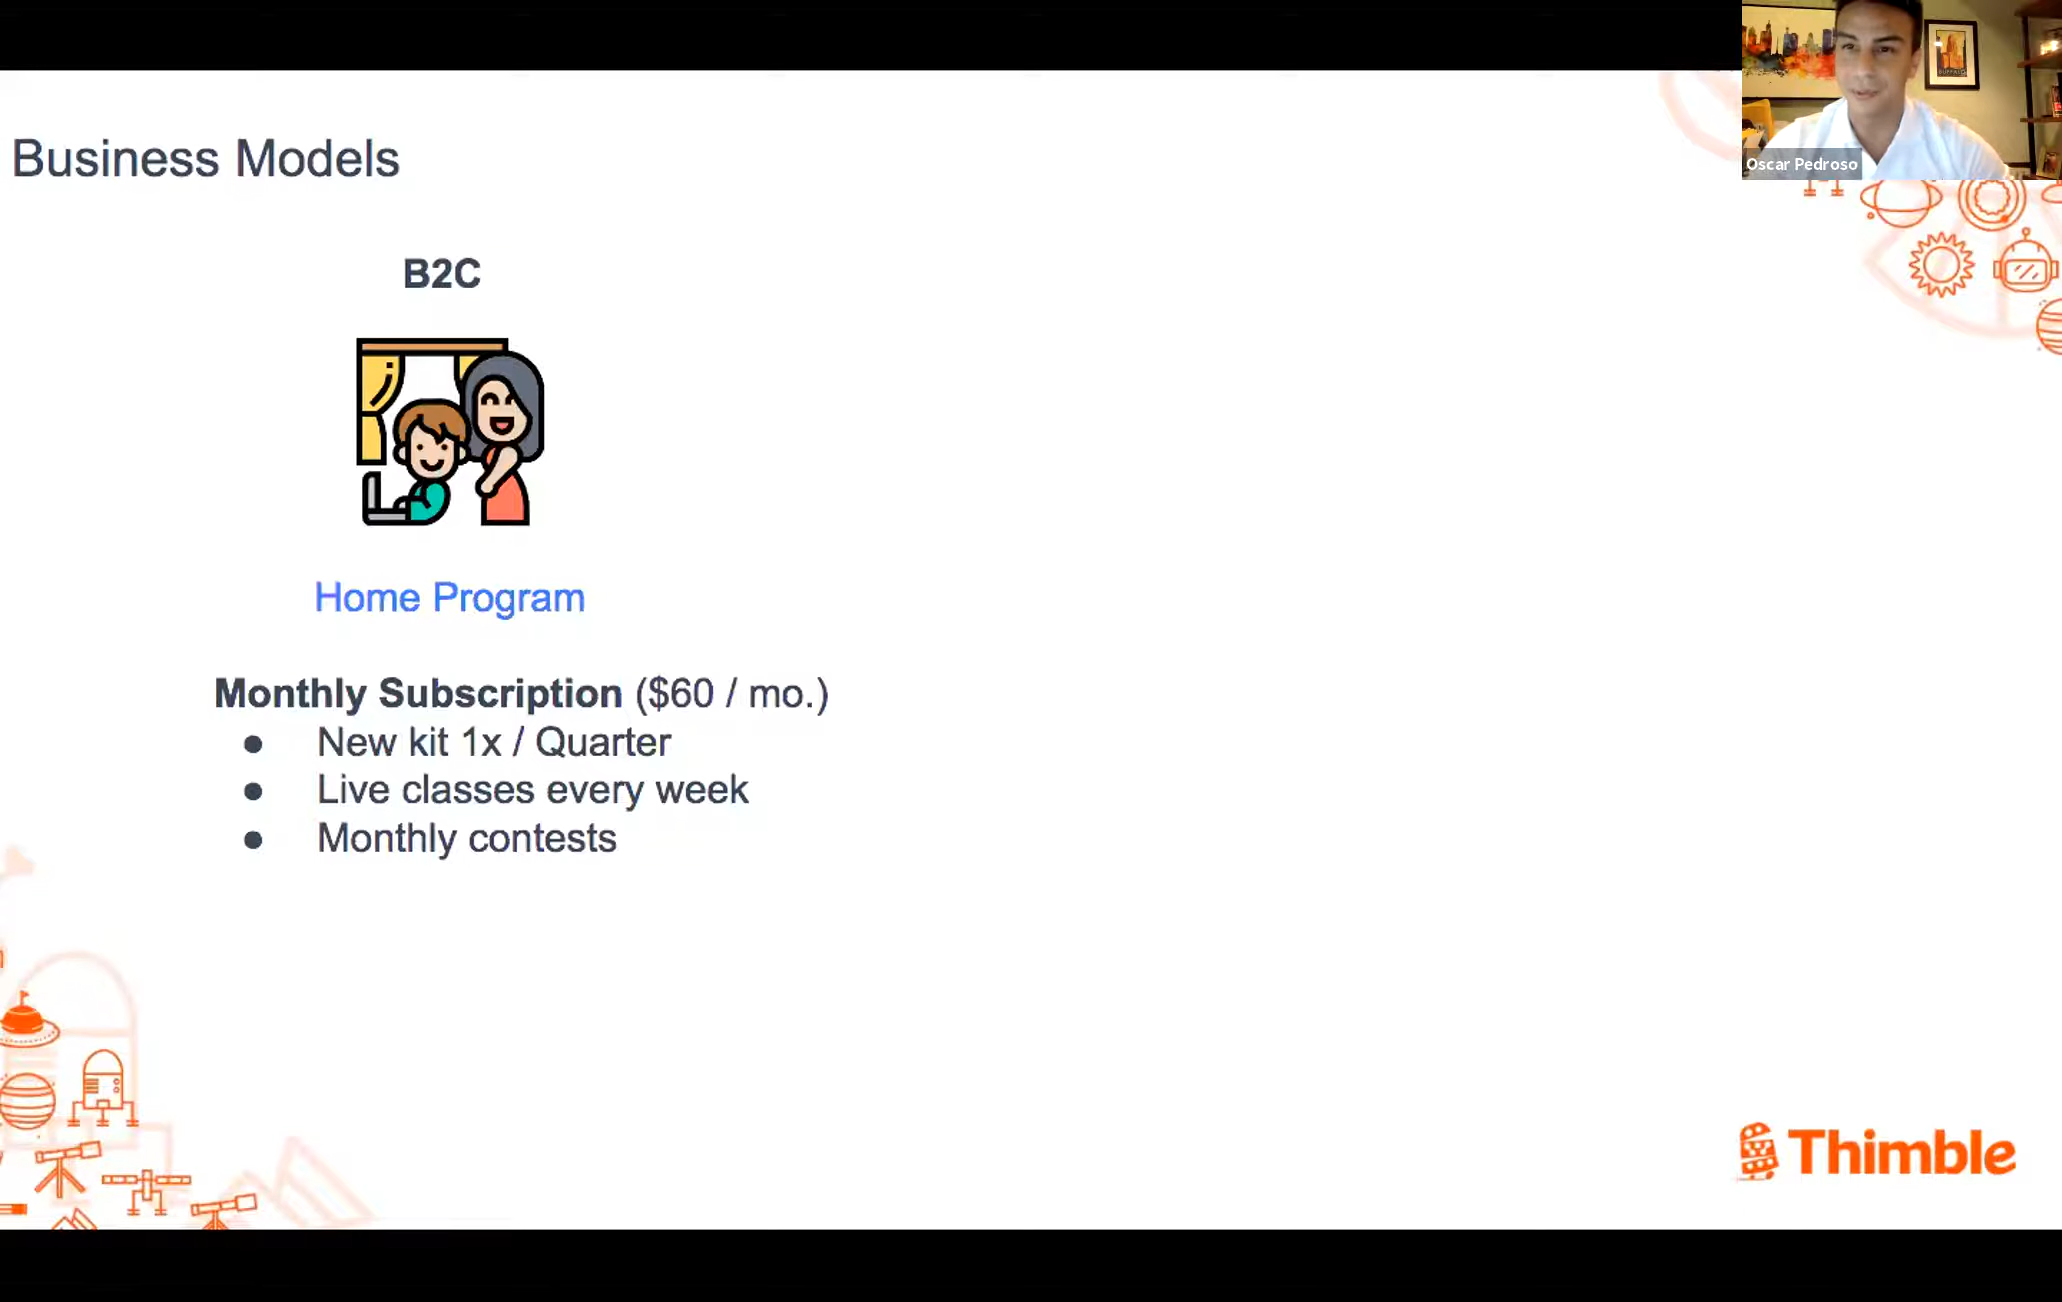 Business Models
BUFFALO
Oscar Pedroso
B2C
Home Program
Monthly Subscription ($60 / mo.)
● New kit 1x / Quarter
● Live classes every week
● Monthly contests
Thimble